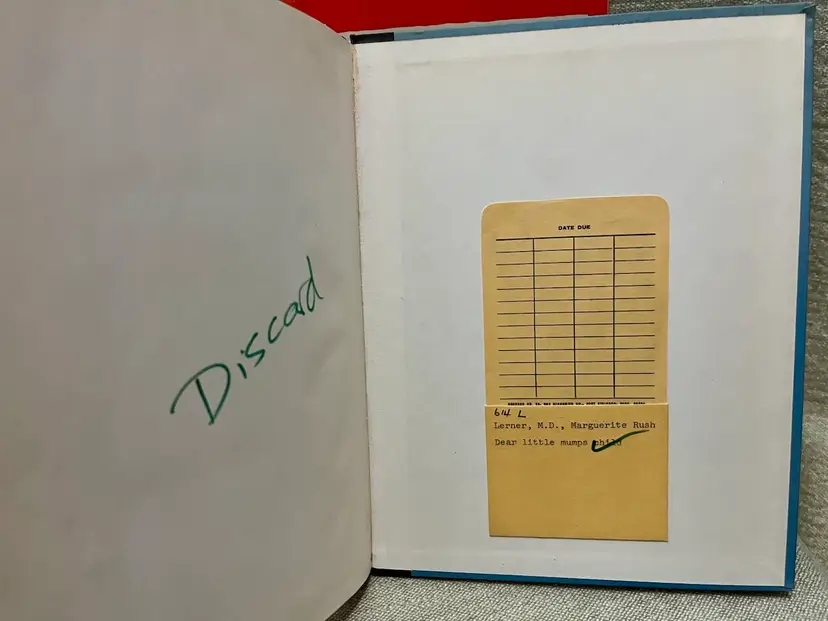 Discard
DATE DUE
614 L
Lerner, M.D., Marguerite Rush
Dear little mumps child